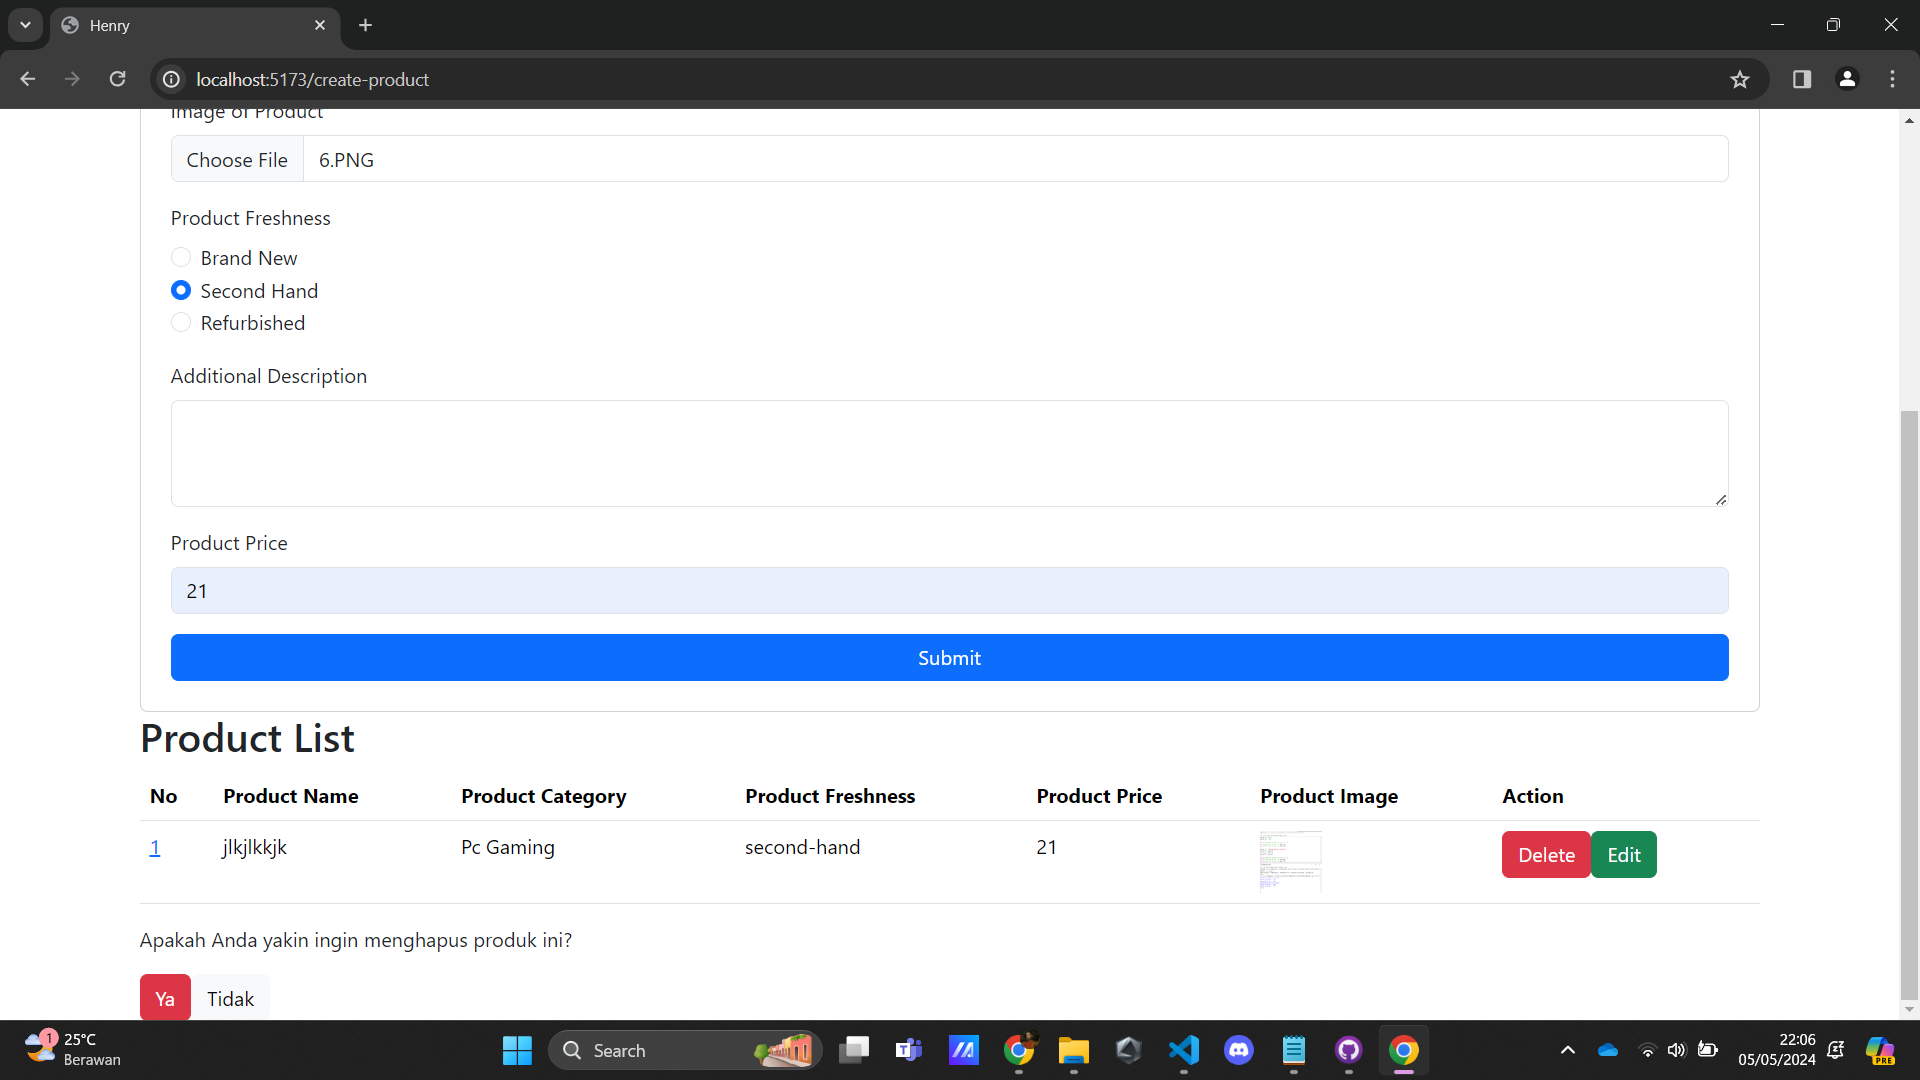 Henry
localhost:5173/create-product
Image of Product
Choose File 6.PNG
Product Freshness
Brand New
Second Hand
Refurbished
Additional Description
Product Price
21
Submit
Product List
No Product Name Product Category Product Freshness Product Price Product Image Action
1 jlkjlkkjk Pc Gaming second-hand 21 Delete Edit
Apakah Anda yakin ingin menghapus produk ini?
Ya Tidak
1 25°C
Berawan
Search
22:06
05/05/2024
PRE